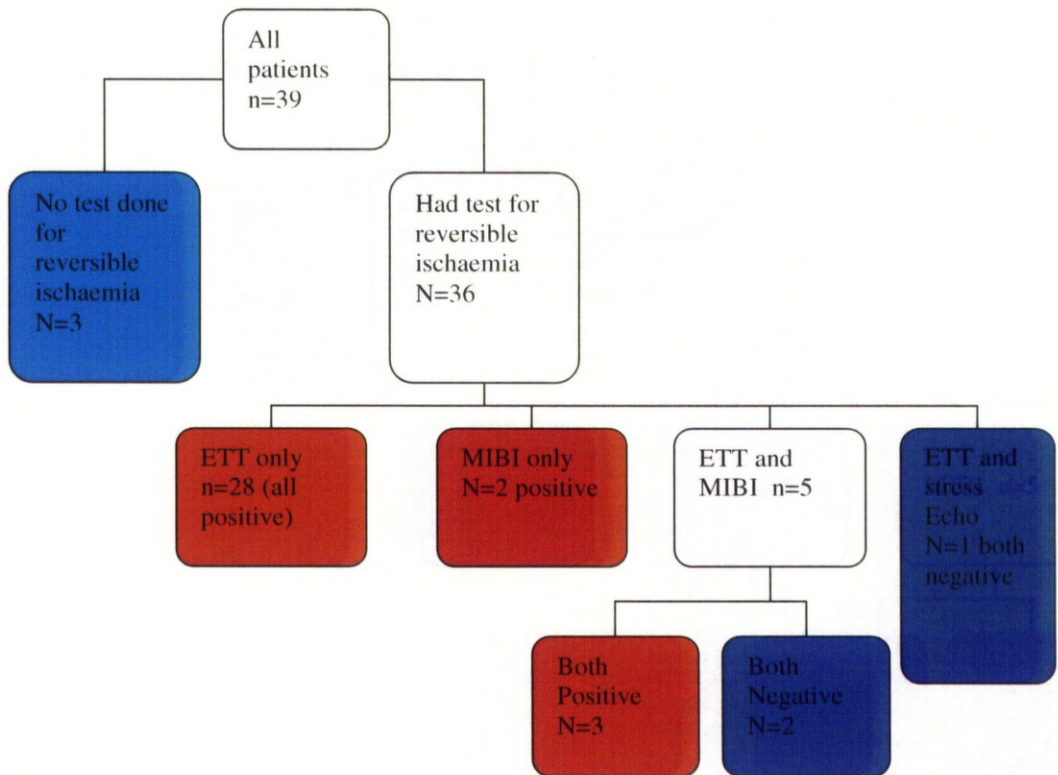 All
patients
n=39
No test done
for
reversible
ischaemia
N=3
Had test for
reversible
ischaemia
N=36
ETT only
n=28 (all
positive)
MIBI only
N=2 positive
ETT and
MIBI n=5
ETT and
stress n=5
Echo
N=1 both
negative
Both
Positive
N=3
Both
Negative
N=2